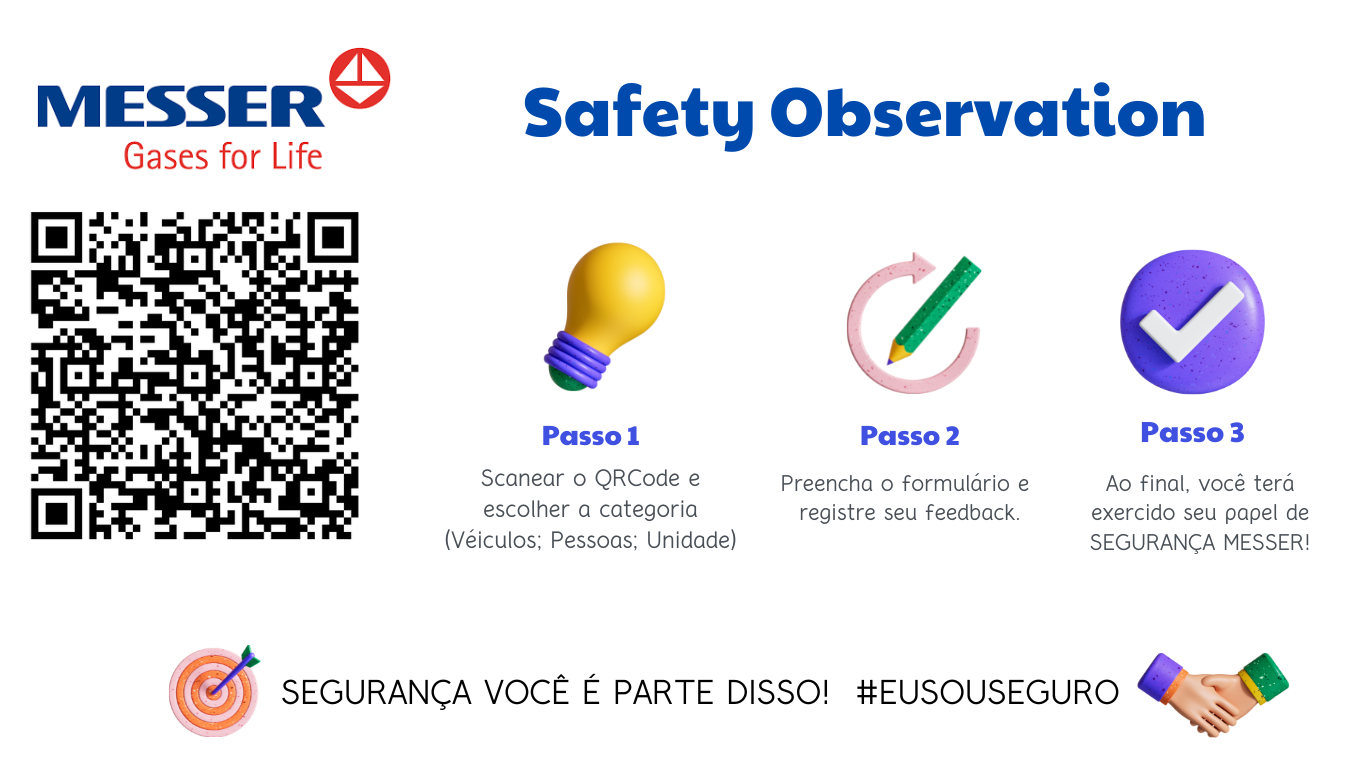 MESSER
Gases for Life
Safety Observation
Passo 1
Scanear o QRCode e
escolher a categoria
(Véiculos; Pessoas; Unidade)
Passo 2
Preencha o formulário e
registre seu feedback.
Passo 3
Ao final, você terá
exercido seu papel de
SEGURANÇA MESSER!
SEGURANÇA VOCÊ É PARTE DISSO! #EUSOUSEGURO